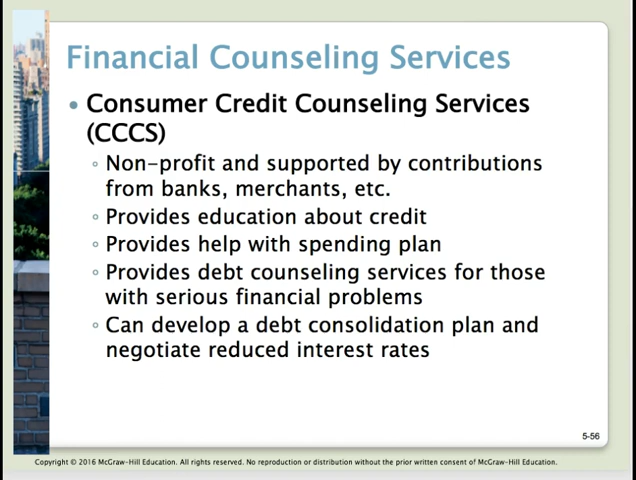 Financial Counseling Services
• Consumer Credit Counseling Services
(CCCS)
◦ Non-profit and supported by contributions
from banks, merchants, etc.
◦ Provides education about credit
◦ Provides help with spending plan
◦ Provides debt counseling services for those
with serious financial problems
◦ Can develop a debt consolidation plan and
negotiate reduced interest rates
5-56
Copyright © 2016 McGraw-Hill Education. All rights reserved. No reproduction or distribution without the prior written consent of McGraw-Hill Education.